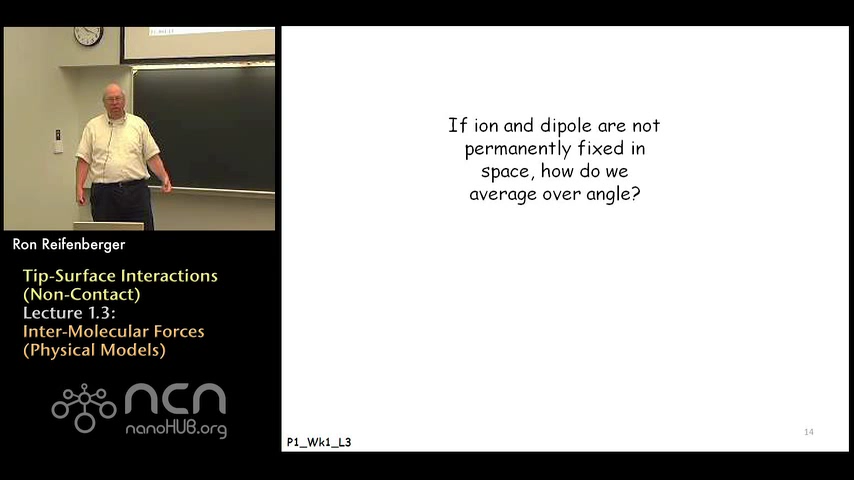 If ion and dipole are not
permanently fixed in
space, how do we
average over angle?
Ron Reifenberger
Tip-Surface Interactions
(Non-Contact)
Lecture 1.3:
Inter-Molecular Forces
(Physical Models)
ncn
nanoHUB.org
P1_Wk1_L3
14